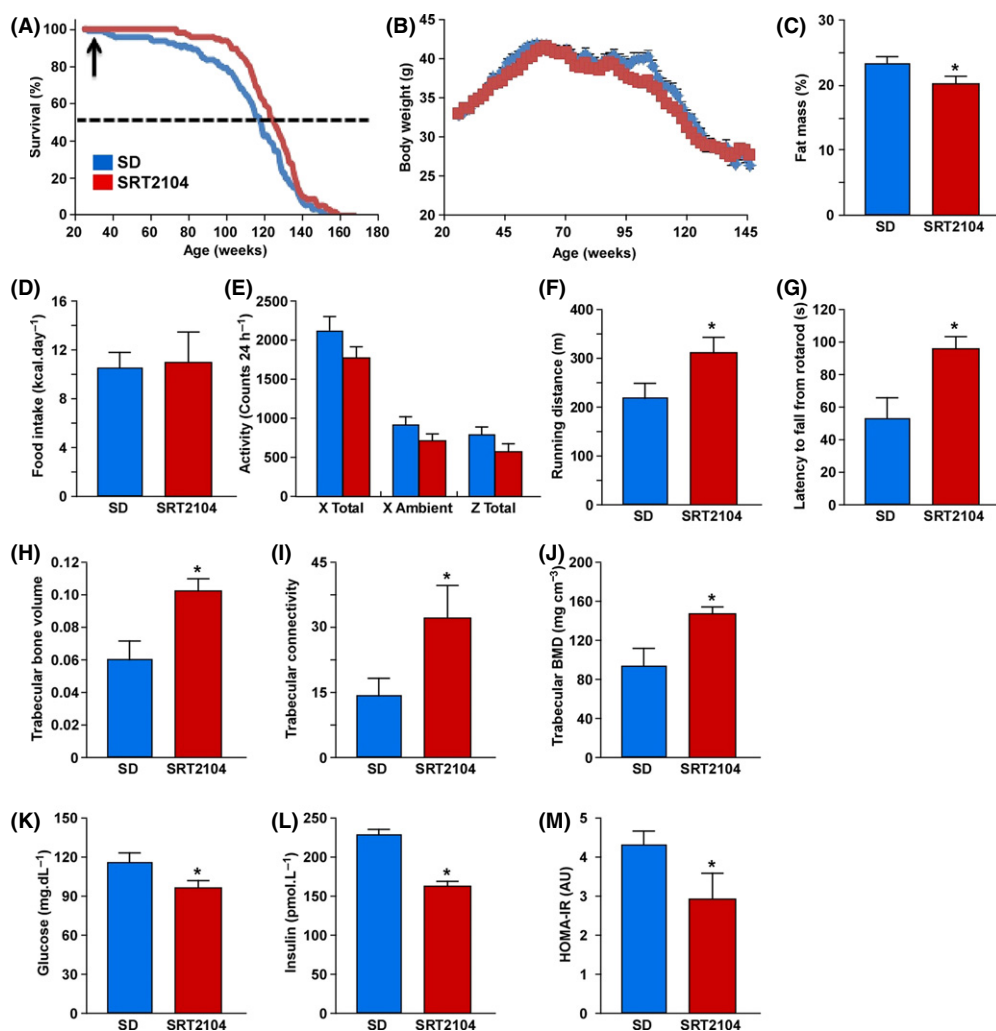 (A)
Survival (%)
100
80
60
40
20
0
SD
SRT2104
20 40 60 80 100 120 140 160 180
Age (weeks)
(B)
Body weight (g)
45
40
35
30
25
20
20 45 70 95 120 145
Age (weeks)
(C)
Fat mass (%)
30
20
10
0
*
SD SRT2104
(D)
Food intake (kcal.day⁻¹)
16
12
8
4
0
SD SRT2104
(E)
Activity (Counts 24 h⁻¹)
2500
2000
1500
1000
500
0
X Total X Ambient Z Total
(F)
Running distance (m)
400
300
200
100
0
*
SD SRT2104
(G)
Latency to fall from rotarod (s)
120
100
80
60
40
20
0
*
SD SRT2104
(H)
Trabecular bone volume
0.12
0.10
0.08
0.06
0.04
0.02
0
*
SD SRT2104
(I)
Trabecular connectivity
45
30
15
0
*
SD SRT2104
(J)
Trabecular BMD (mg cm⁻³)
200
160
120
80
40
0
*
SD SRT2104
(K)
Glucose (mg.dL⁻¹)
150
120
90
60
30
0
*
SD SRT2104
(L)
Insulin (pmol.L⁻¹)
250
200
150
100
50
0
*
SD SRT2104
(M)
HOMA-IR (AU)
5
4
3
2
1
0
*
SD SRT2104